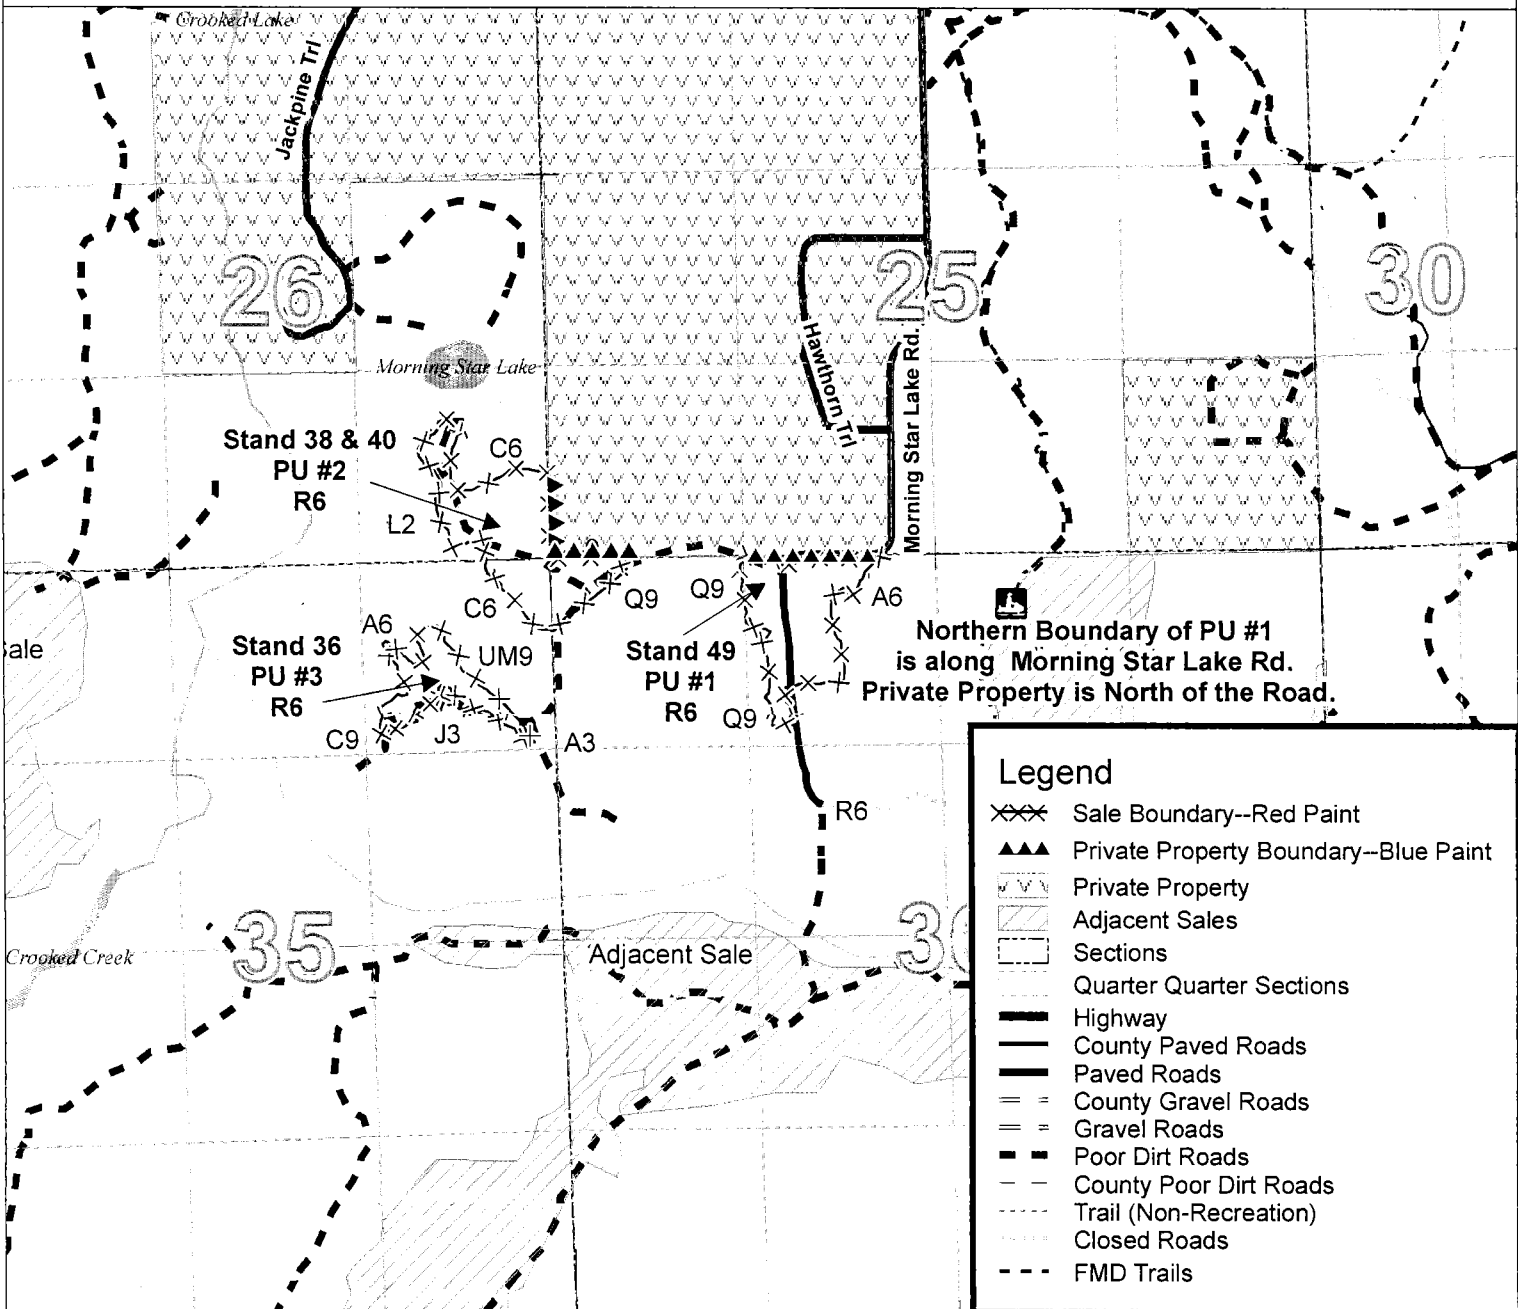 Crooked Lake
Jackpine Trl
26
25
30
Hawthorn Trl
Morning Star Lake Rd.
Morning Star Lake
Stand 38 & 40
PU #2
R6
C6
L2
C6
Q9
Q9
A6
A6
UM9
Stand 36
PU #3
R6
Stand 49
PU #1
R6
Northern Boundary of PU #1
is along Morning Star Lake Rd.
Private Property is North of the Road.
Q9
C9
J3
A3
R6
35
Adjacent Sale
Crooked Creek
Legend
Sale Boundary--Red Paint
Private Property Boundary--Blue Paint
Private Property
Adjacent Sales
Sections
Quarter Quarter Sections
Highway
County Paved Roads
Paved Roads
County Gravel Roads
Gravel Roads
Poor Dirt Roads
County Poor Dirt Roads
Trail (Non-Recreation)
Closed Roads
FMD Trails